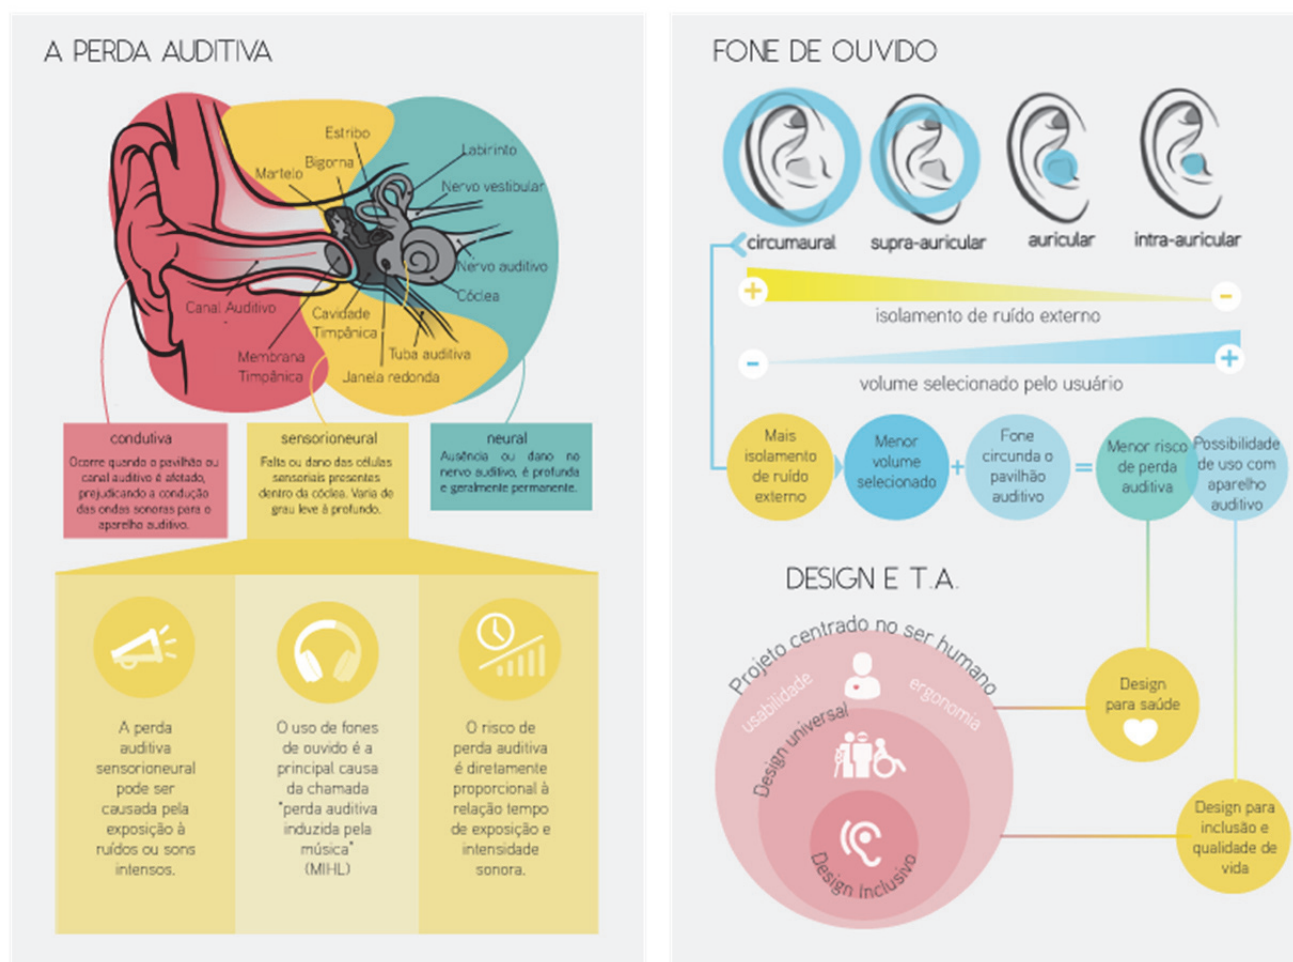 A PERDA AUDITIVA
Estribo
Bigorna
Martelo
Labirinto
Nervo vestibular
Nervo auditivo
Cóclea
Canal Auditivo
Cavidade
Timpânica
Tuba auditiva
Membrana
Timpânica
Janela redonda
condutiva
Ocorre quando o pavilhão ou
canal auditivo é afetado,
prejudicando a condução
das ondas sonoras para o
aparelho auditivo.
sensorioneural
Falta ou dano das células
sensoriais presentes
dentro da cóclea. Varia de
grau leve à profundo.
neural
Ausência ou dano no
nervo auditivo, é profunda
e geralmente permanente.
A perda
auditiva
sensorioneural
pode ser
causada pela
exposição à
ruídos ou sons
intensos.
O uso de fones
de ouvido é a
principal causa
da chamada
"perda auditiva
induzida pela
música"
(MIHL)
O risco de
perda auditiva
é diretamente
proporcional à
relação tempo
de exposição e
intensidade
sonora.
FONE DE OUVIDO
circumaural
supra-auricular
auricular
intra-auricular
+
-
isolamento de ruído externo
-
+
volume selecionado pelo usuário
Mais
isolamento
de ruído
externo
Menor
volume
selecionado
+
Fone
circunda o
pavilhão
auditivo
=
Menor risco
de perda
auditiva
Possibilidade
de uso com
aparelho
auditivo
DESIGN E T.A.
Projeto centrado no ser humano
usabilidade
ergonomia
Design universal
Design Inclusivo
Design
para saúde
Design para
inclusão e
qualidade de
vida